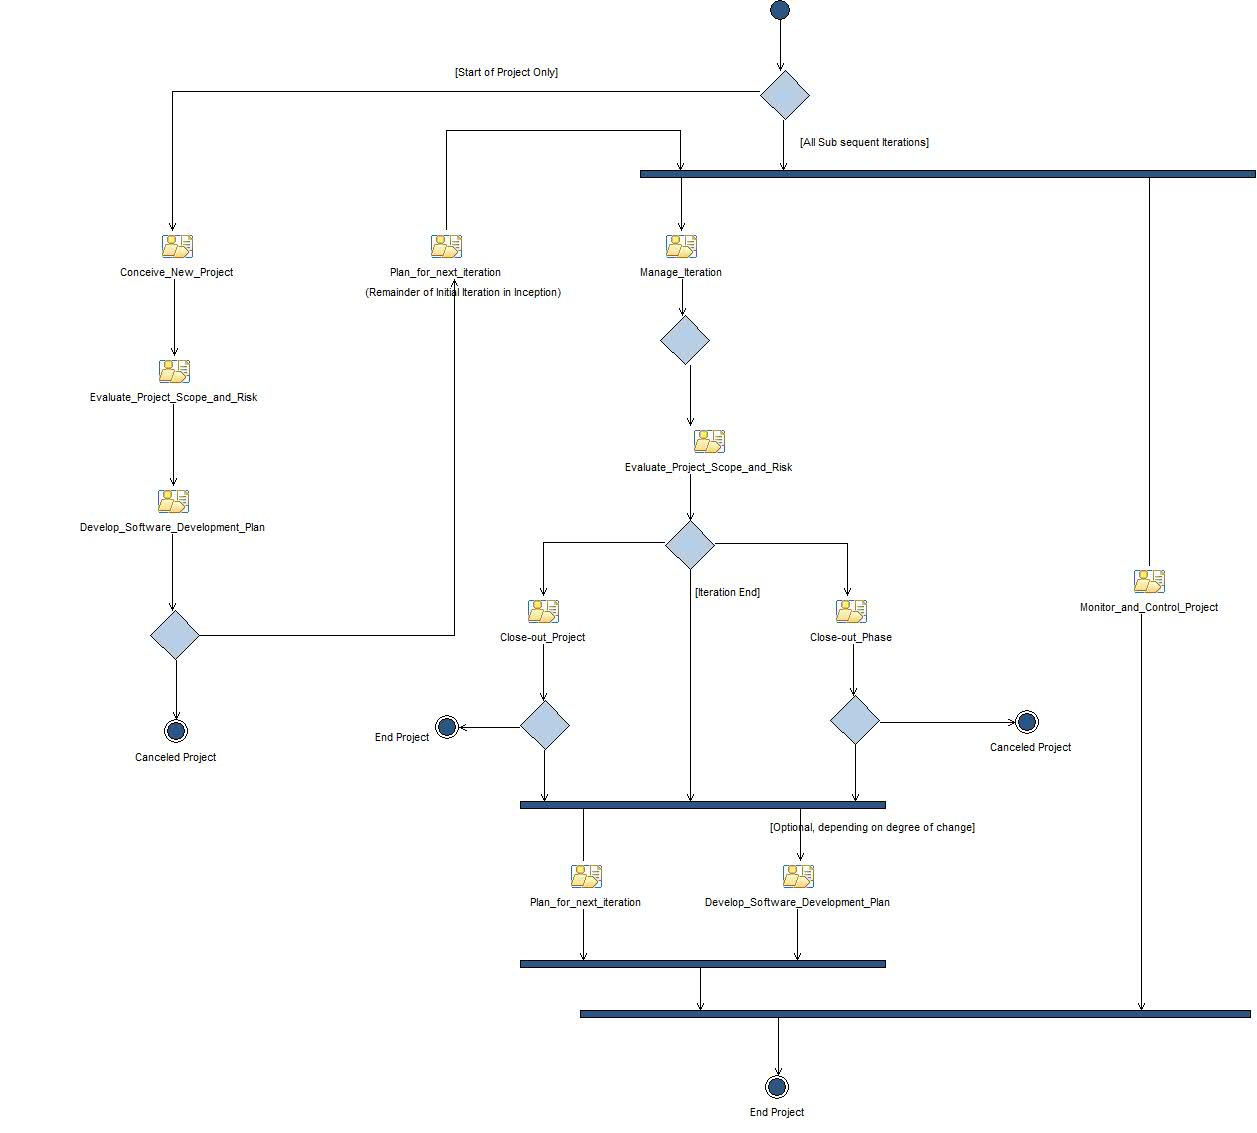 [Start of Project Only]
[All Sub sequent Iterations]
Conceive_New_Project
Plan_for_next_iteration
Manage_Iteration
(Remainder of Initial Iteration in Inception)
Evaluate_Project_Scope_and_Risk
Evaluate_Project_Scope_and_Risk
Develop_Software_Development_Plan
[Iteration End]
Monitor_and_Control_Project
Close-out_Project
Close-out_Phase
End Project
Canceled Project
Canceled Project
[Optional, depending on degree of change]
Plan_for_next_iteration
Develop_Software_Development_Plan
End Project